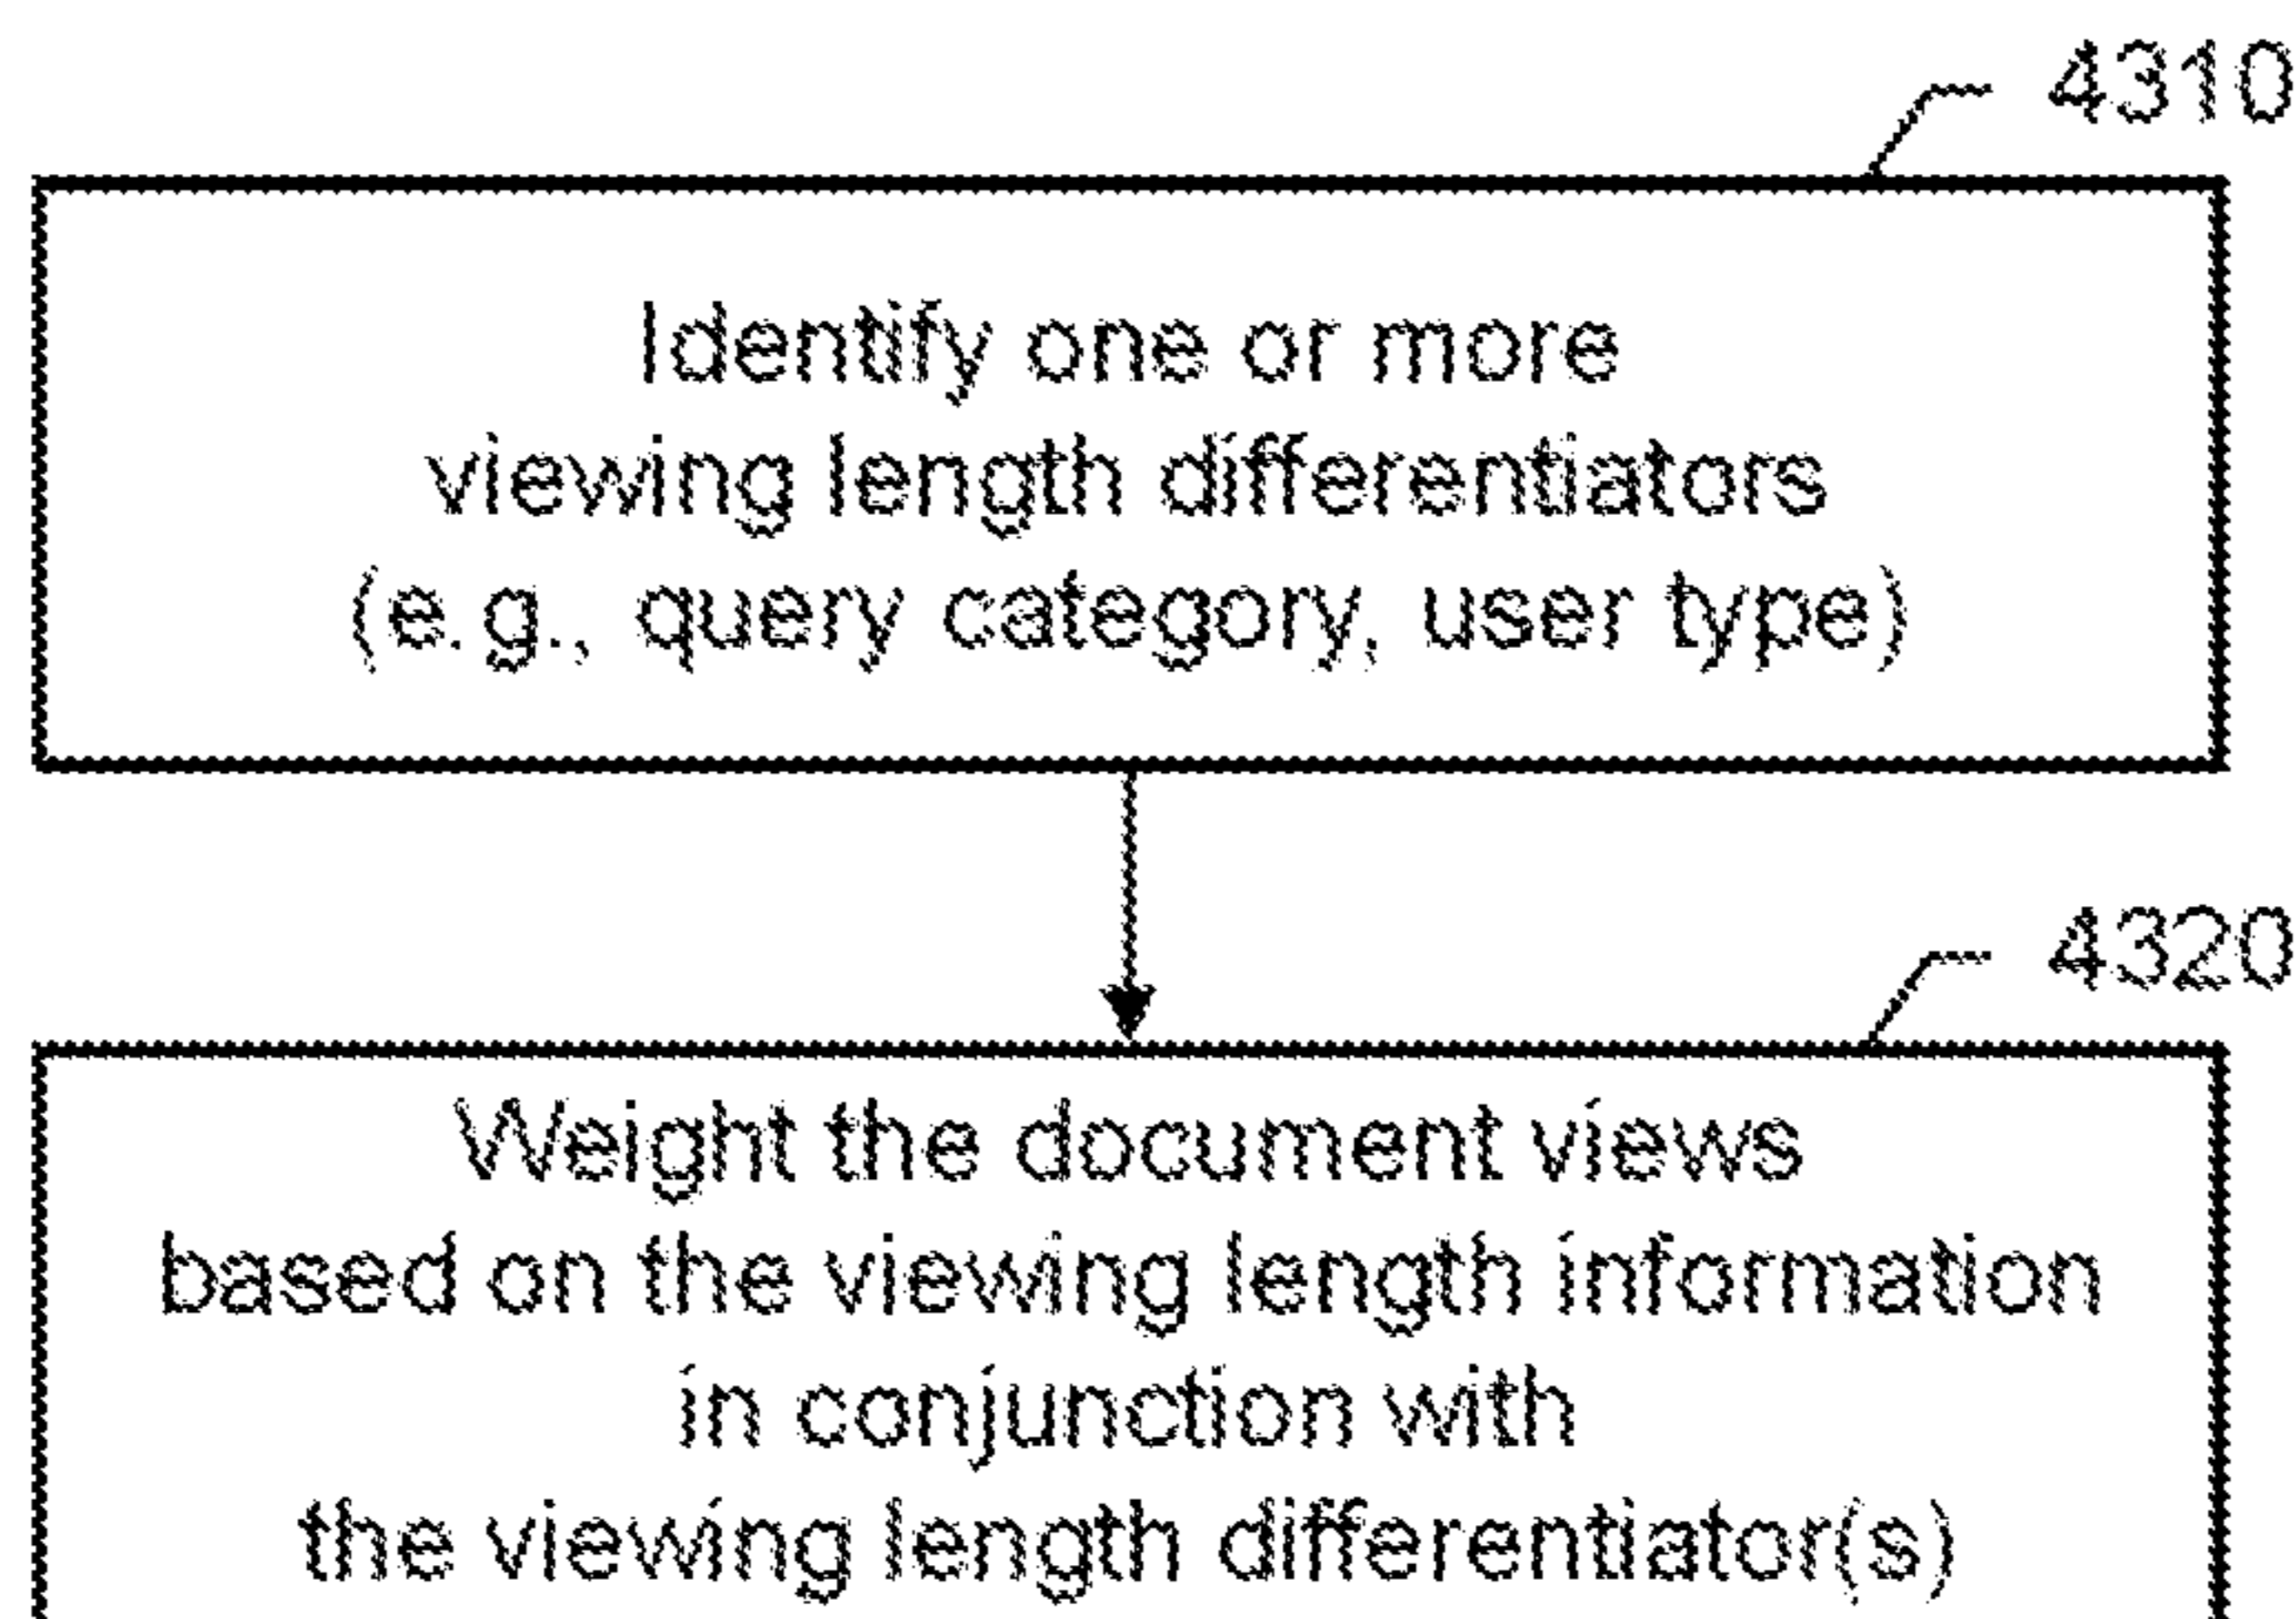 4310
Identify one or more
viewing length differentiators
(e.g., query category, user type)
4320
Weight the document views
based on the viewing length information
in conjunction with
the viewing length differentiator(s)